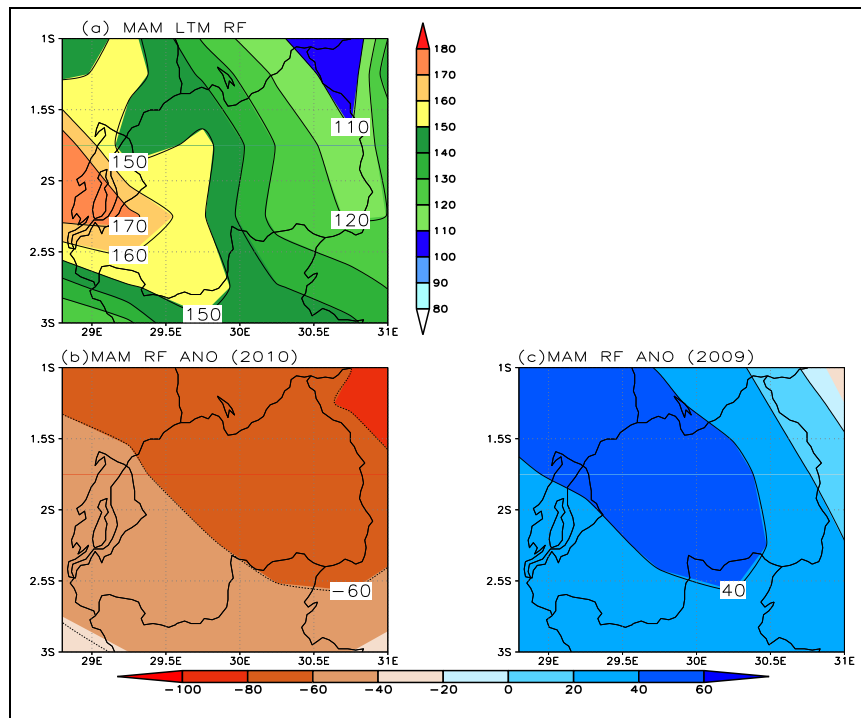 (a) MAM LTM RF
1S
1.5S
2S
2.5S
3S
29E 29.5E 30E 30.5E 31E
110
150
120
170
160
150
180
170
160
150
140
130
120
110
100
90
80
(b)MAM RF ANO (2010)
1S
1.5S
2S
2.5S
3S
29E 29.5E 30E 30.5E 31E
-60
(c)MAM RF ANO (2009)
1S
1.5S
2S
2.5S
3S
29E 29.5E 30E 30.5E 31E
40
-100 -80 -60 -40 -20 0 20 40 60